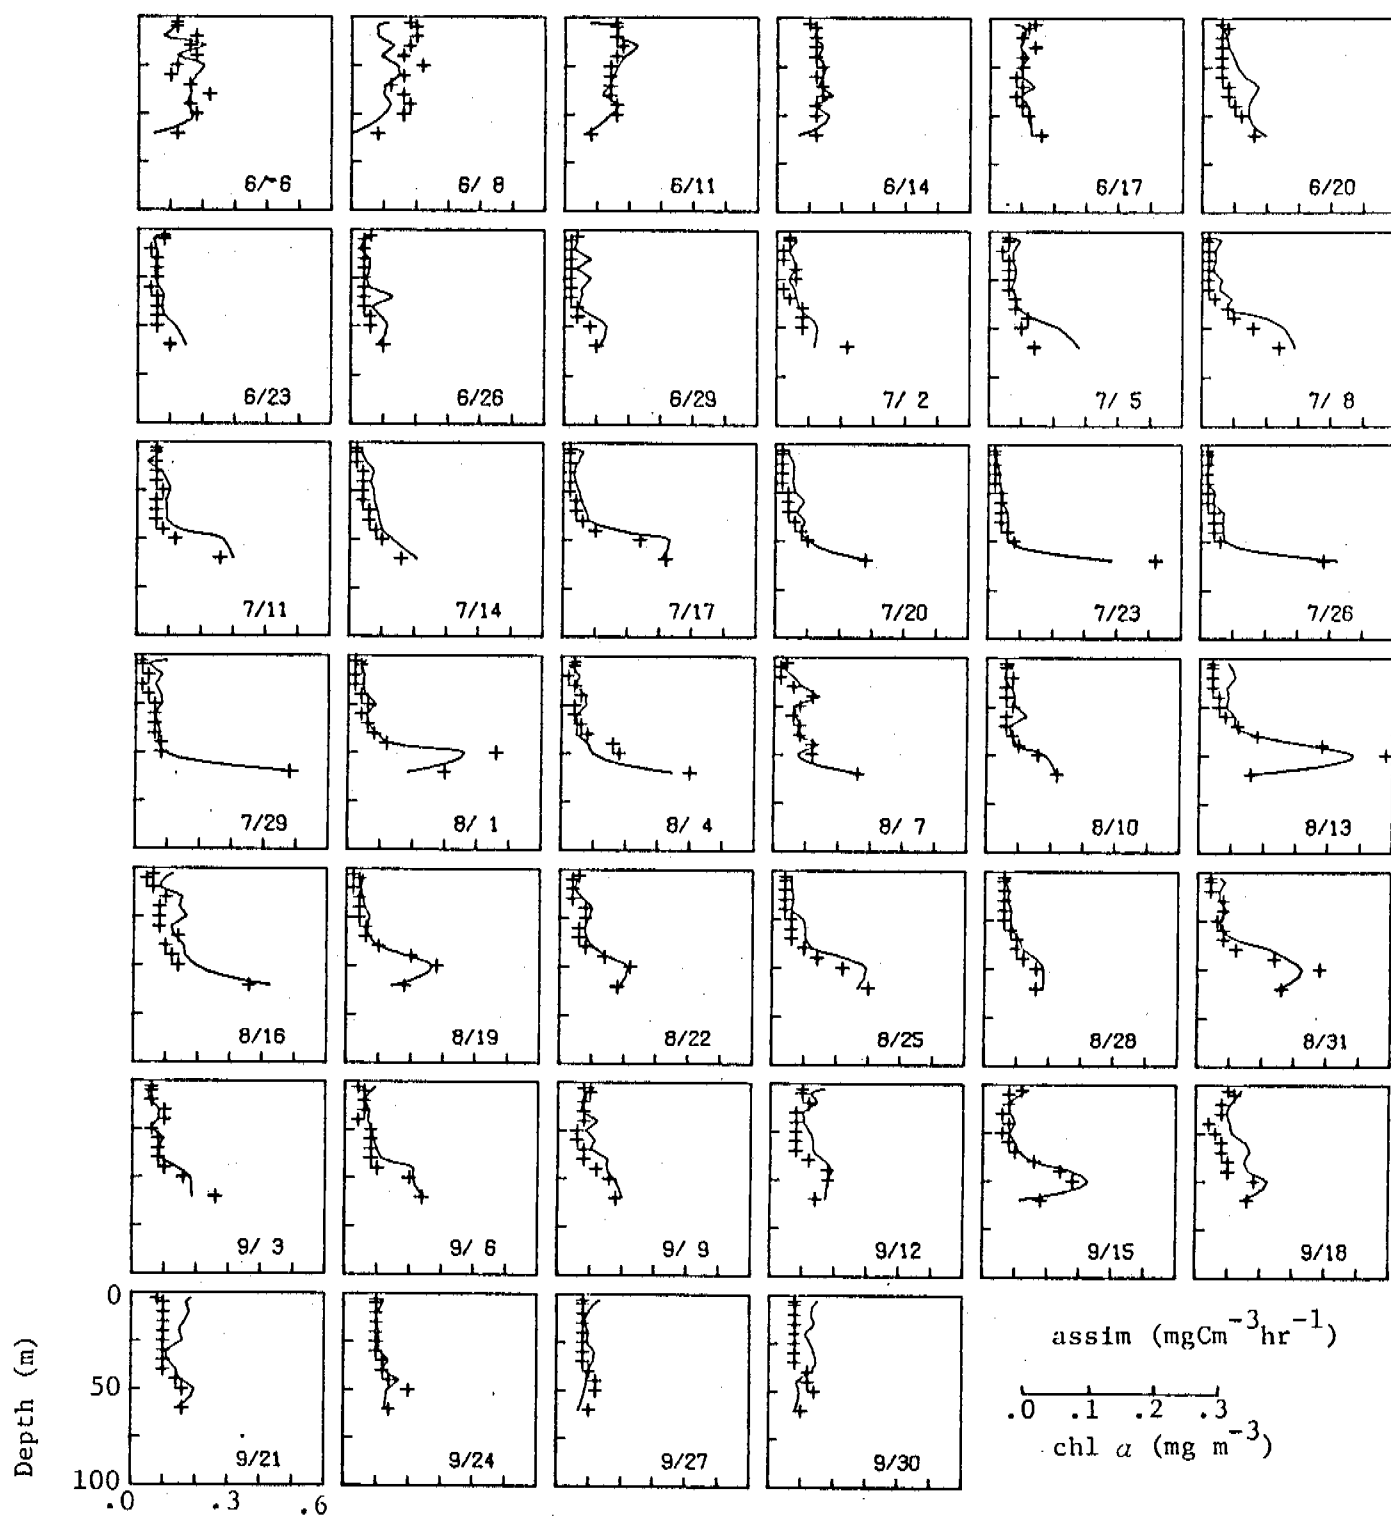 6/ 6 6/ 8 6/11 6/14 6/17 6/20
6/23 6/26 6/29 7/ 2 7/ 5 7/ 8
7/11 7/14 7/17 7/20 7/23 7/26
7/29 8/ 1 8/ 4 8/ 7 8/10 8/13
8/16 8/19 8/22 8/25 8/28 8/31
9/ 3 9/ 6 9/ 9 9/12 9/15 9/18
0
50
100
Depth (m)
9/21 9/24 9/27 9/30
.0 .3 .6
assim (mgCm⁻³hr⁻¹)
.0 .1 .2 .3
chl a (mg m⁻³)